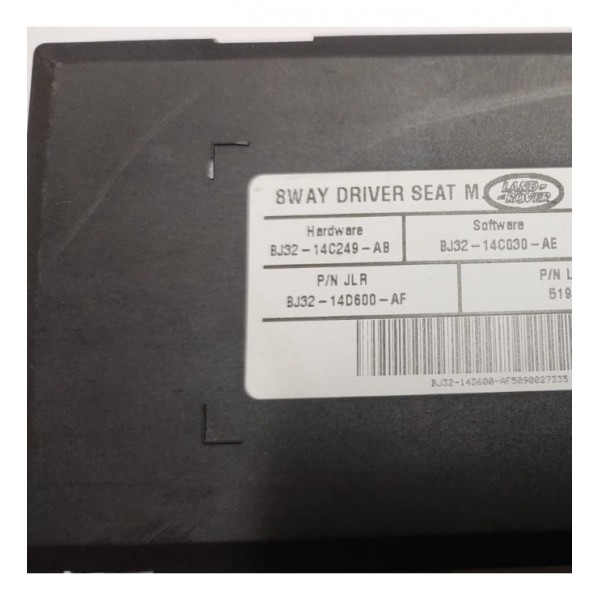 8WAY DRIVER SEAT M LAND ROVER
Hardware Software
BJ32-14C249-AB BJ32-14C030-AE
P/N JLR P/N L
BJ32-14D600-AF 519
BJ32-14D600-AF5090827335